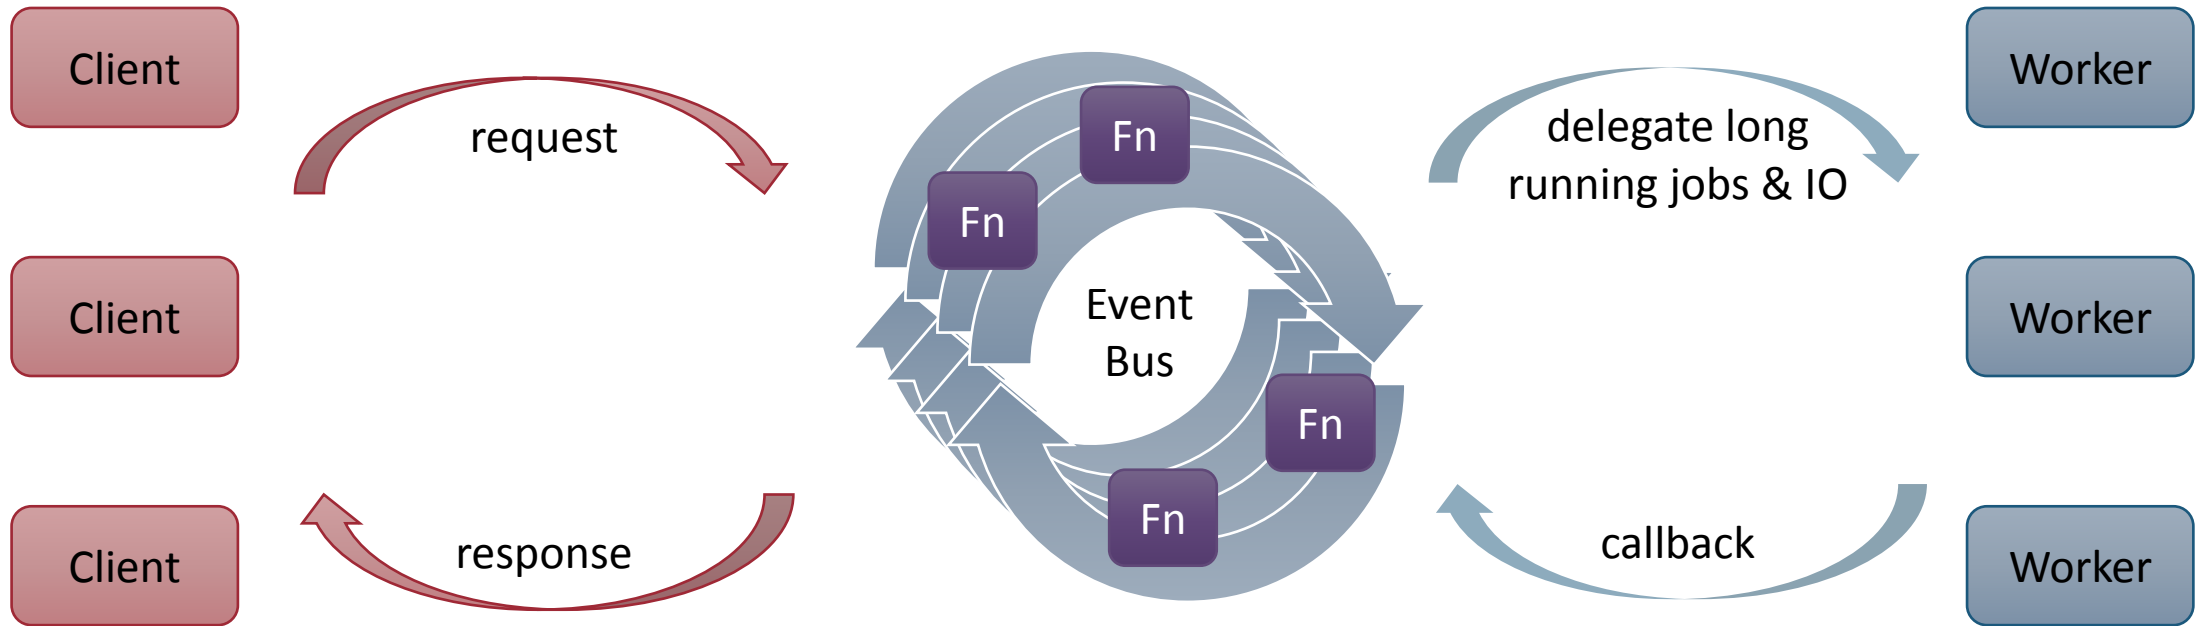 Client
Client
Client
request
response
Fn
Fn
Event
Bus
Fn
Fn
delegate long
running jobs & IO
callback
Worker
Worker
Worker